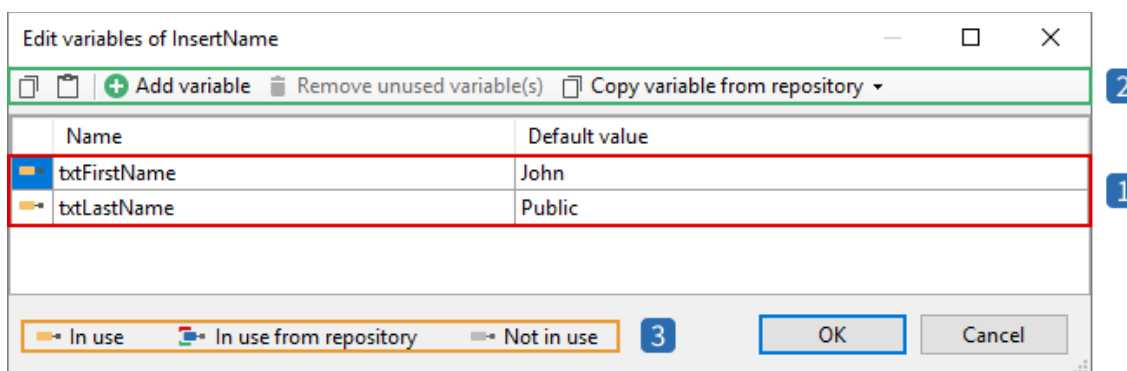 Edit variables of InsertName
Add variable Remove unused variable(s) Copy variable from repository
2
Name Default value
txtFirstName John
1
txtLastName Public
In use In use from repository Not in use 3 OK Cancel